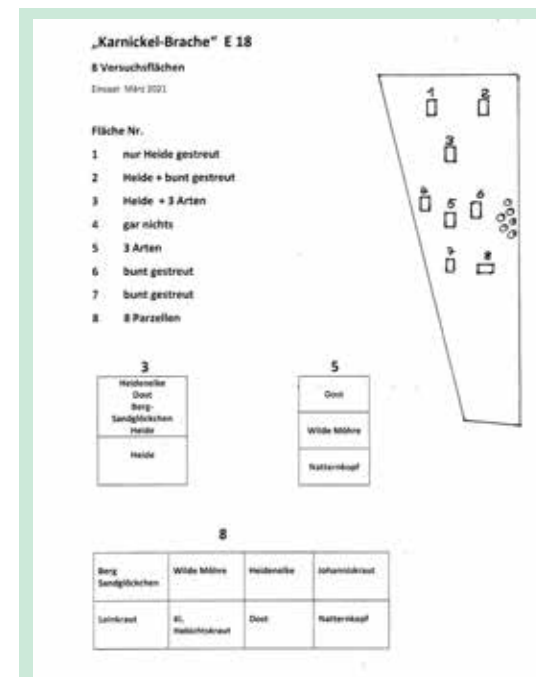 „Karnickel-Brache“ E 18
8 Versuchsflächen
Einsaat März 2021
Fläche Nr.
1 nur Heide gestreut
2 Heide + bunt gestreut
3 Heide + 3 Arten
4 gar nichts
5 3 Arten
6 bunt gestreut
7 bunt gestreut
8 8 Parzellen
1 2
3
4 5 6
7 8
3
Heidenelke
Dost
Berg-
Sandglöckchen
Heide
Heide
5
Dost
Wilde Möhre
Natternkopf
8
Berg
Sandglöckchen
Wilde Möhre
Heidenelke
Johanniskraut
Leinkraut
Kl.
Habichtskraut
Dost
Natternkopf